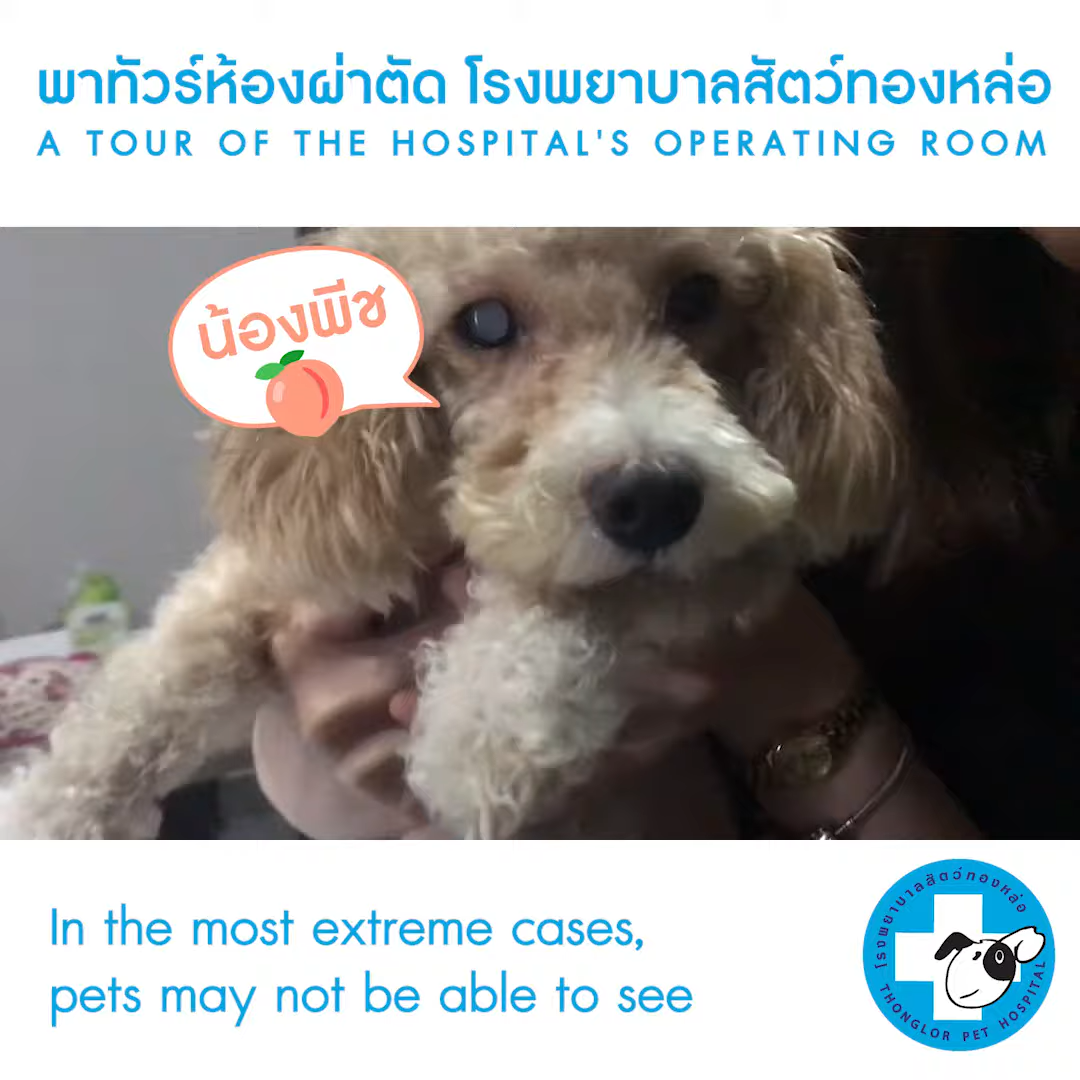 พาทัวร์ห้องผ่าตัด โรงพยาบาลสัตว์ทองหล่อ
A TOUR OF THE HOSPITAL'S OPERATING ROOM
น้องพีช
In the most extreme cases,
pets may not be able to see
โรงพยาบาลสัตว์ทองหล่อ
THONGLOR PET HOSPITAL